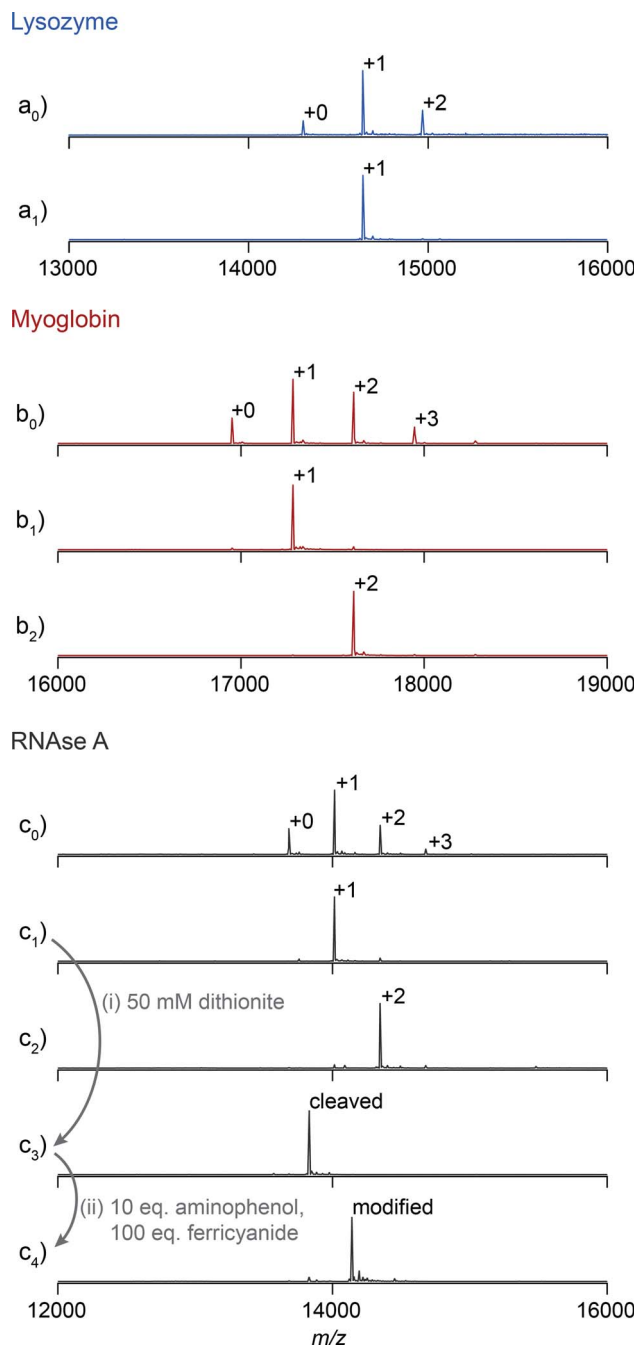 Lysozyme
a0) +0 +1 +2
a1) +1
13000 14000 15000 16000
Myoglobin
b0) +0 +1 +2 +3
b1) +1
b2) +2
16000 17000 18000 19000
RNAse A
c0) +0 +1 +2 +3
c1) +1
(i) 50 mM dithionite
c2) +2
cleaved
c3)
(ii) 10 eq. aminophenol,
100 eq. ferricyanide
modified
c4)
12000 14000 16000
m/z